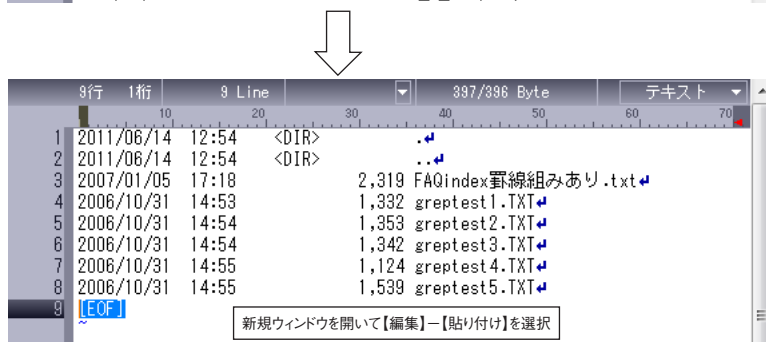 9行 1桁 9 Line 397/396 Byte テキスト
10 20 30 40 50 60 70
1 2011/06/14 12:54 <DIR> .
2 2011/06/14 12:54 <DIR> ..
3 2007/01/05 17:18 2,319 FAQindex罫線組みあり.txt
4 2006/10/31 14:53 1,332 greptest1.TXT
5 2006/10/31 14:54 1,353 greptest2.TXT
6 2006/10/31 14:54 1,342 greptest3.TXT
7 2006/10/31 14:55 1,124 greptest4.TXT
8 2006/10/31 14:55 1,539 greptest5.TXT
9 [EOF]
新規ウィンドウを開いて【編集】－【貼り付け】を選択